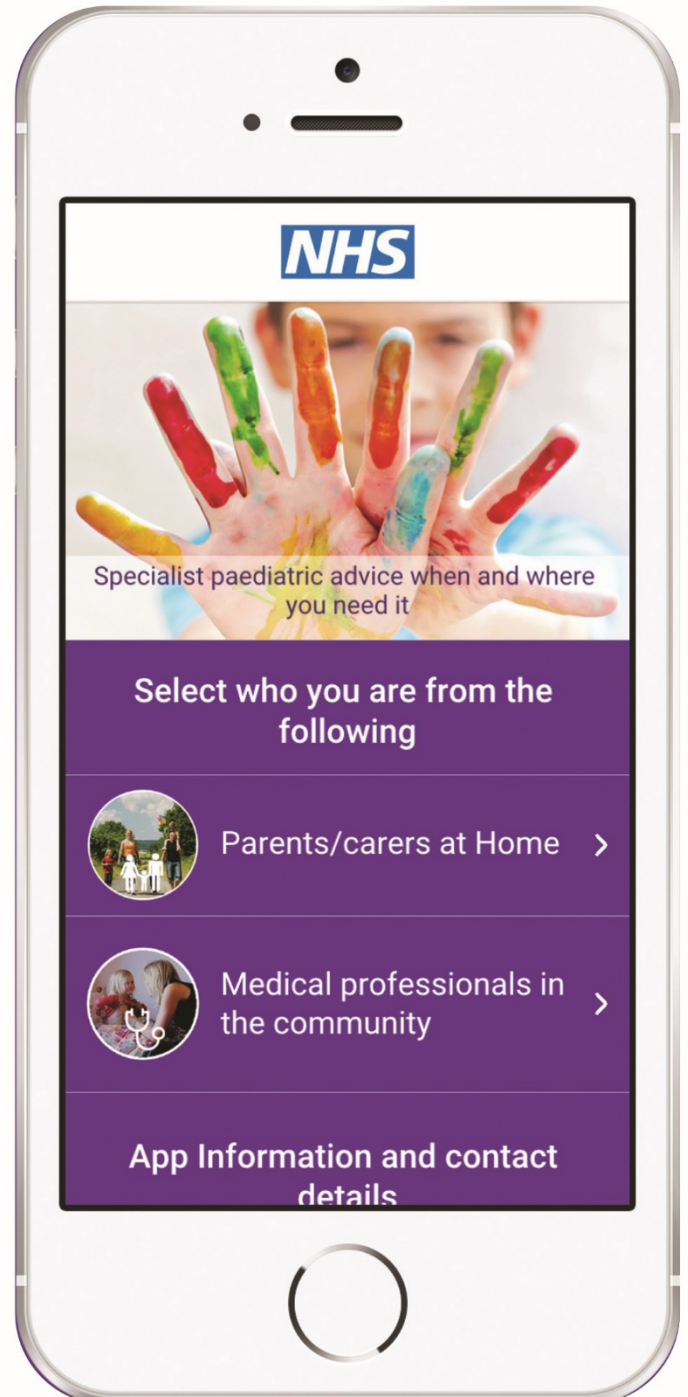 NHS
Specialist paediatric advice when and where
you need it
Select who you are from the
following
Parents/carers at Home
Medical professionals in
the community
App Information and contact
details